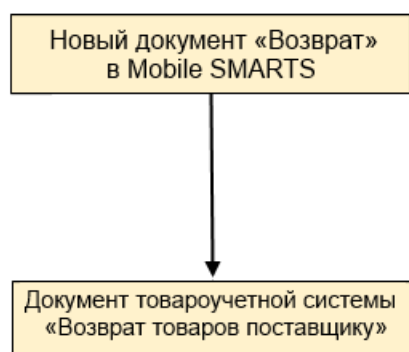 Новый документ «Возврат»
в Mobile SMARTS
Документ товароучетной системы
«Возврат товаров поставщику»